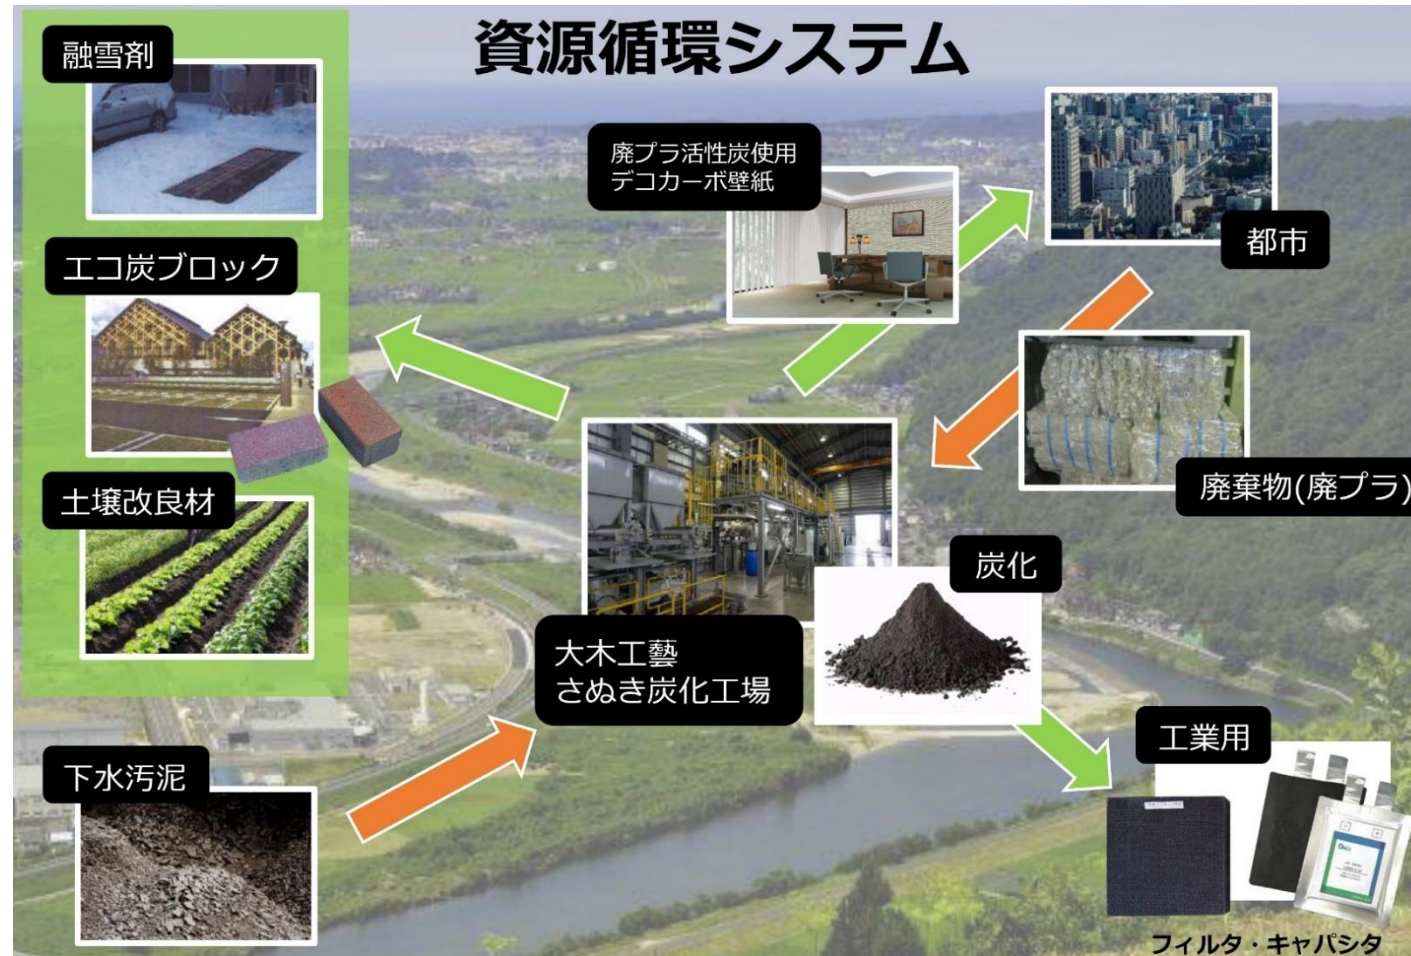 資源循環システム
融雪剤
エコ炭ブロック
土壌改良材
下水汚泥
廃プラ活性炭使用
デコカーボ壁紙
都市
廃棄物(廃プラ)
大木工藝
さぬき炭化工場
炭化
工業用
フィルタ・キャパシタ